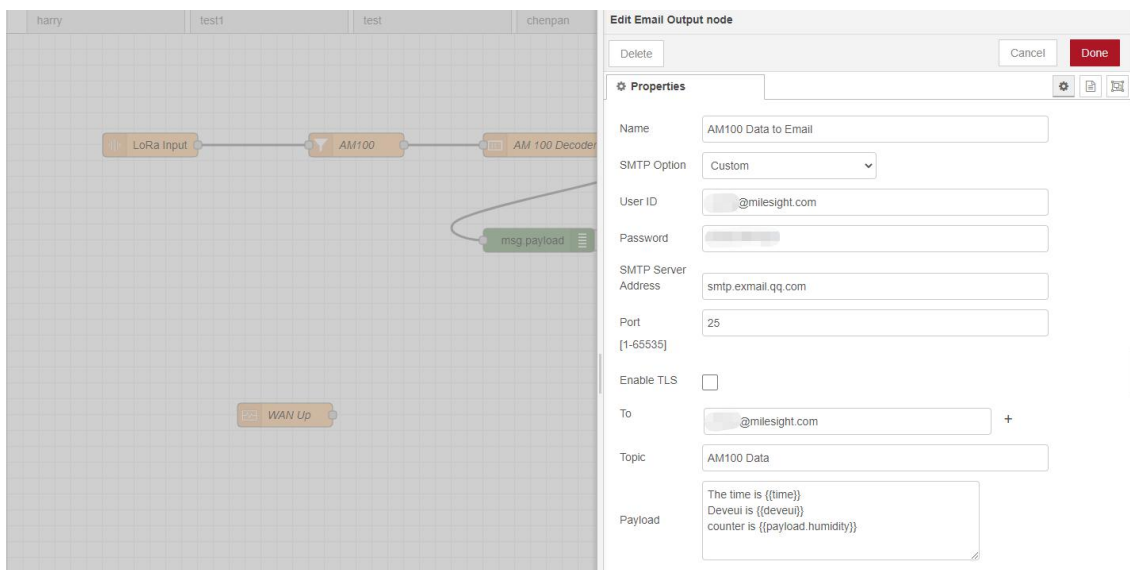 harry
test1
test
chenpan
LoRa Input
AM100
AM 100 Decoder
msg.payload
WAN Up
Edit Email Output node
Delete
Cancel
Done
Properties
Name
AM100 Data to Email
SMTP Option
Custom
User ID
@milesight.com
Password
SMTP Server
Address
smtp.exmail.qq.com
Port
25
[1-65535]
Enable TLS
To
@milesight.com
+
Topic
AM100 Data
Payload
The time is {{time}}
Deveui is {{deveui}}
counter is {{payload.humidity}}